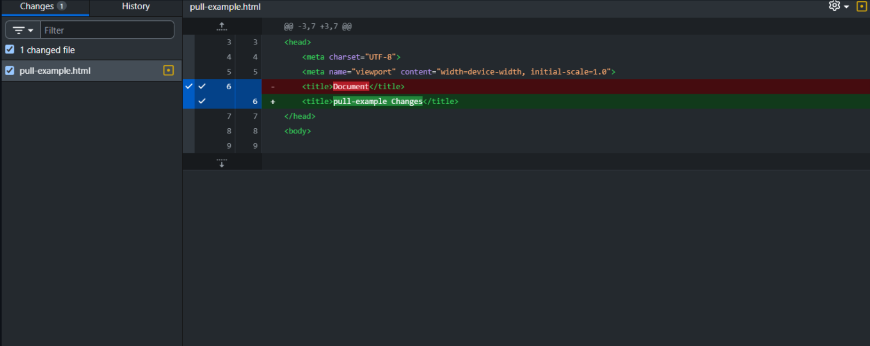 Changes 1 History pull-example.html
Filter @@ -3,7 +3,7 @@
1 changed file 3 3 <head>
4 4 <meta charset="UTF-8">
pull-example.html 5 5 <meta name="viewport" content="width=device-width, initial-scale=1.0">
6 - <title>Document</title>
6 + <title>pull-example Changes</title>
7 7 </head>
8 8 <body>
9 9